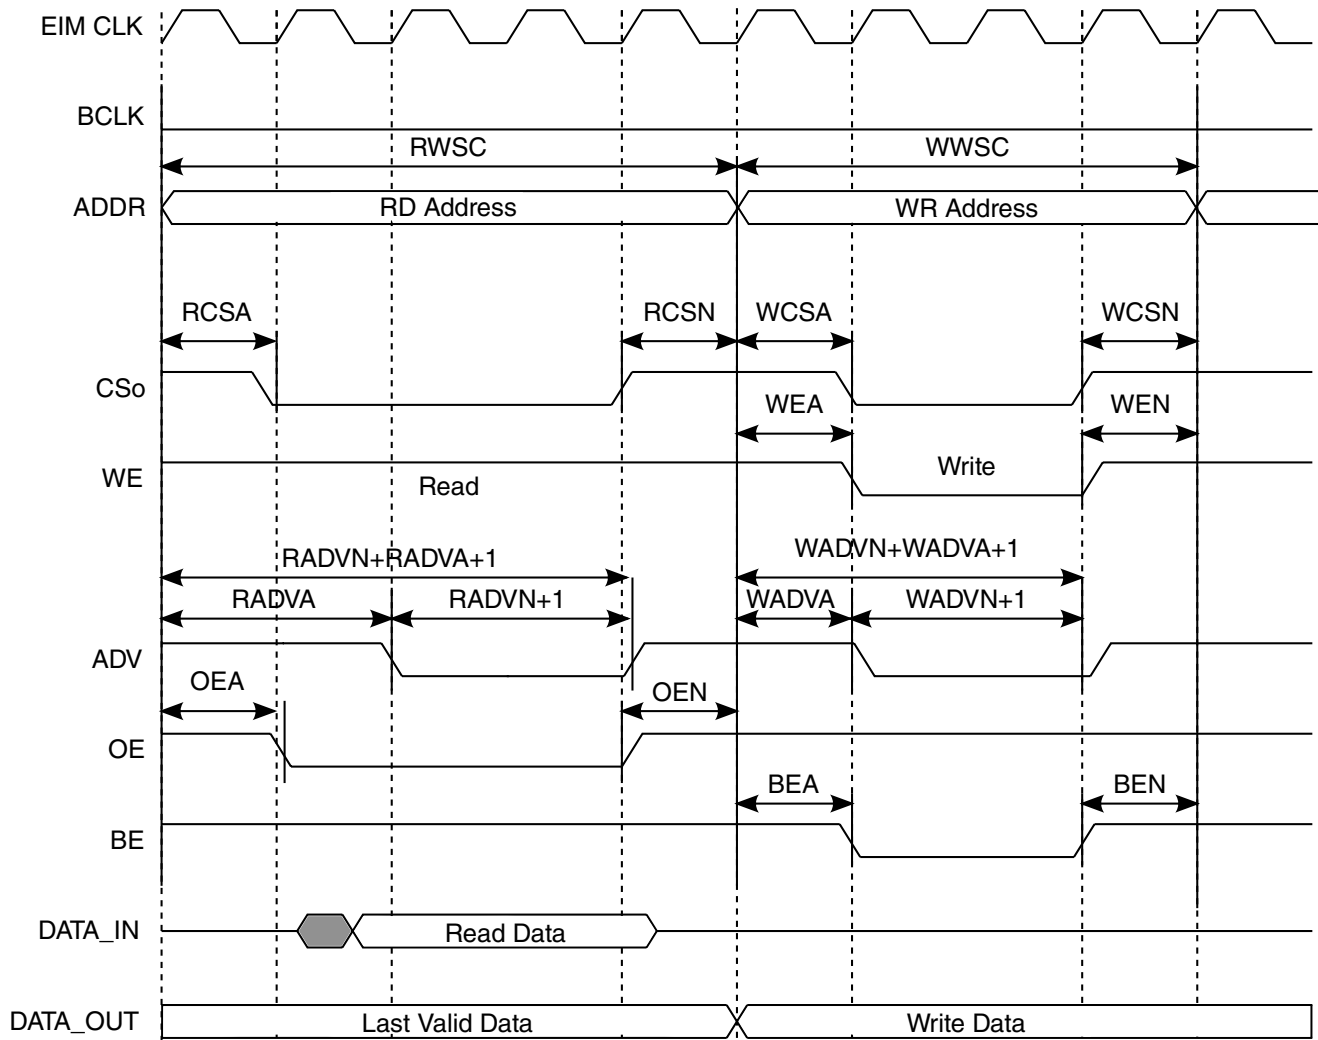 EIM CLK
BCLK
RWSC WWSC
ADDR RD Address WR Address
RCSA RCSN WCSA WCSN
CSo
WEA WEN
WE Read Write
RADVN+RADVA+1 WADVN+WADVA+1
RADVA RADVN+1 WADVA WADVN+1
ADV
OEA OEN
OE
BEA BEN
BE
DATA_IN Read Data
DATA_OUT Last Valid Data Write Data